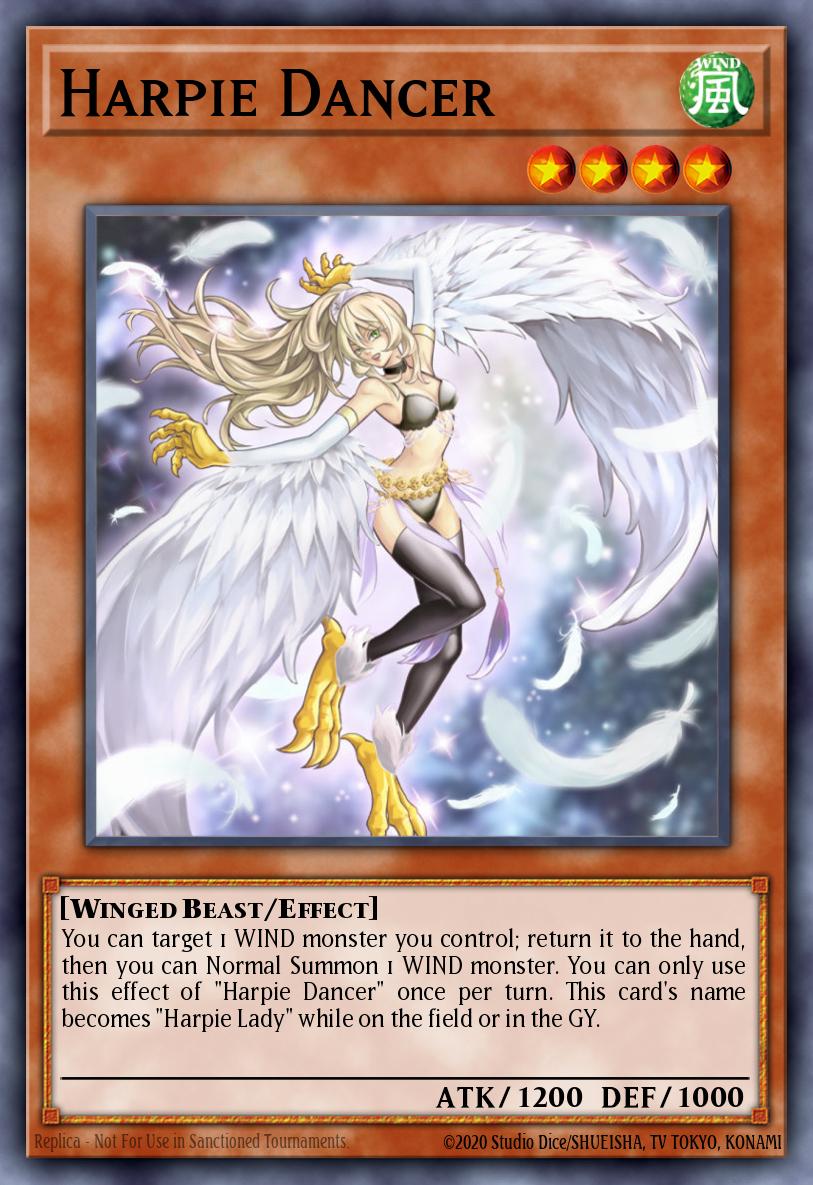 Harpie Dancer
WIND
風
[Winged Beast/Effect]
You can target 1 WIND monster you control; return it to the hand,
then you can Normal Summon 1 WIND monster. You can only use
this effect of "Harpie Dancer" once per turn. This card's name
becomes "Harpie Lady" while on the field or in the GY.
ATK/1200 DEF/1000
Replica - Not For Use in Sanctioned Tournaments. ©2020 Studio Dice/SHUEISHA, TV TOKYO, KONAMI